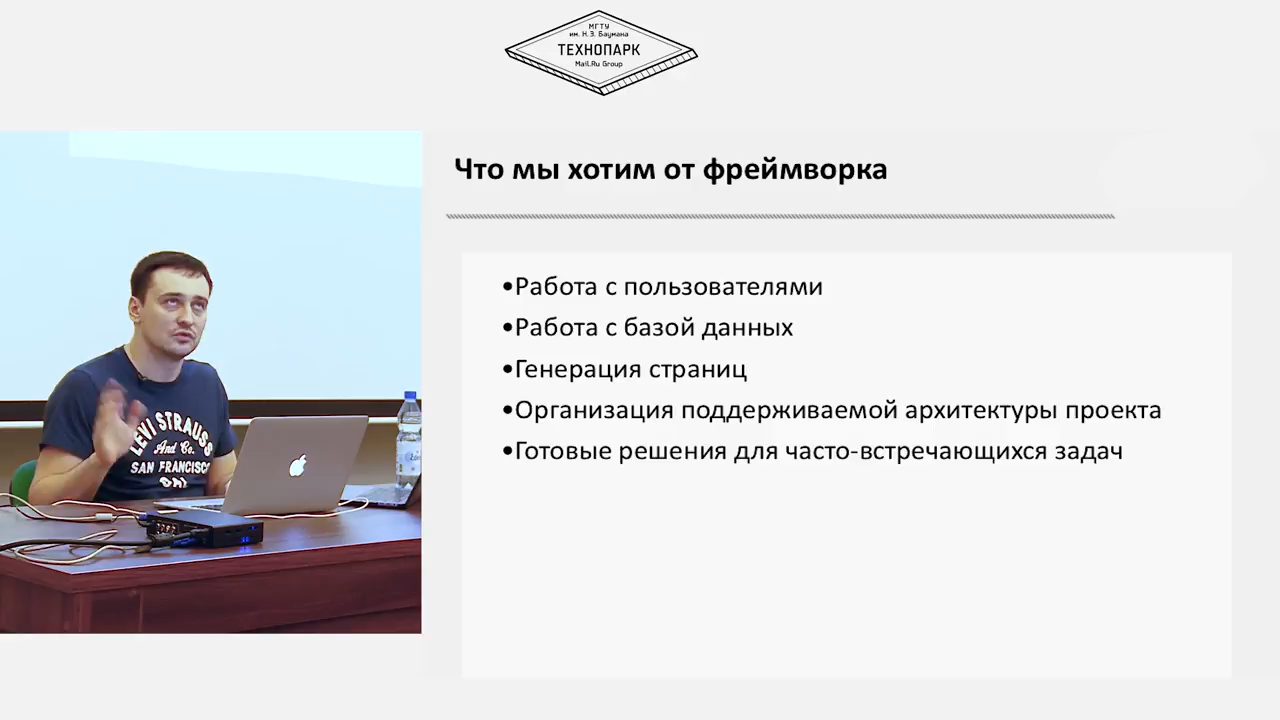 МГТУ
им. Н.Э. Баумана
ТЕХНОПАРК
Mail.Ru Group
Что мы хотим от фреймворка
•Работа с пользователями
•Работа с базой данных
•Генерация страниц
•Организация поддерживаемой архитектуры проекта
•Готовые решения для часто-встречающихся задач
LEVI STRAUSS
And Co.
SAN FRANCISCO
CAL